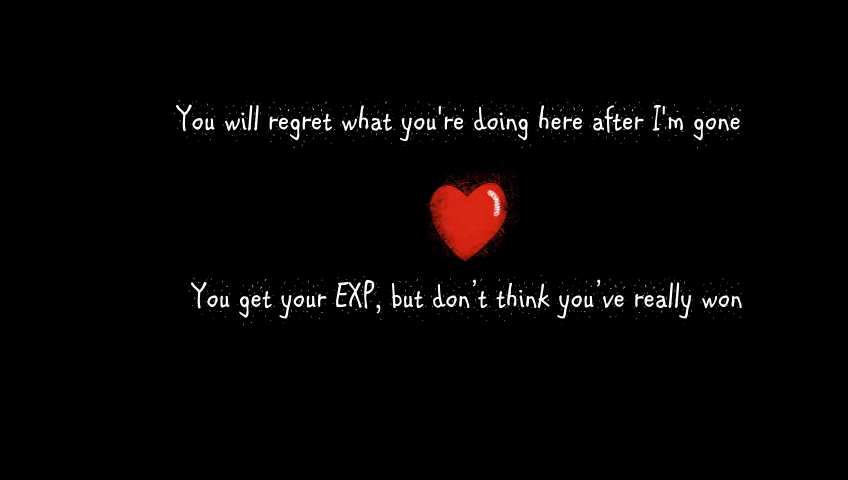 You will regret what you're doing here after I'm gone
You get your EXP, but don't think you've really won